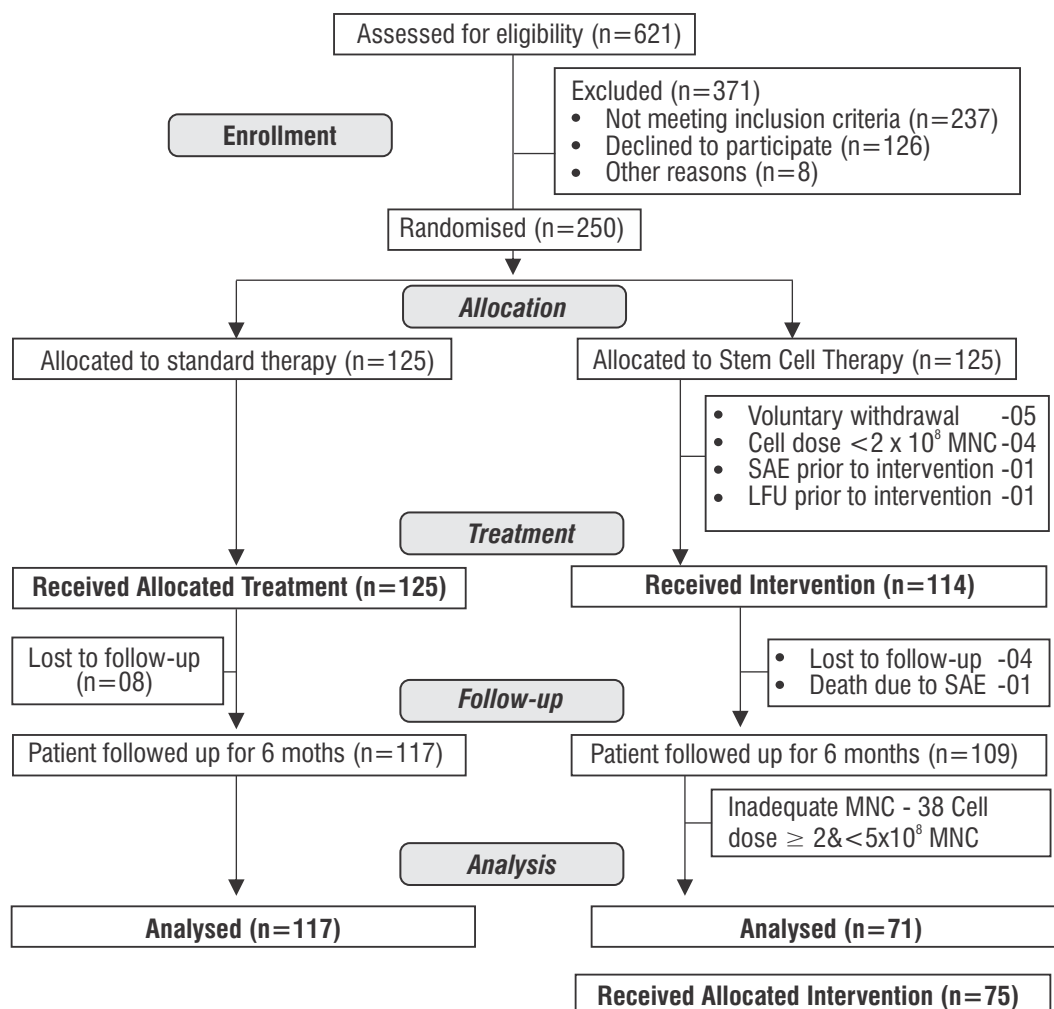 Assessed for eligibility (n=621)
Excluded (n=371)
• Not meeting inclusion criteria (n=237)
• Declined to participate (n=126)
• Other reasons (n=8)
Enrollment
Randomised (n=250)
Allocation
Allocated to standard therapy (n=125)
Allocated to Stem Cell Therapy (n=125)
• Voluntary withdrawal -05
• Cell dose <2 x 10⁸ MNC -04
• SAE prior to intervention -01
• LFU prior to intervention -01
Treatment
Received Allocated Treatment (n=125)
Received Intervention (n=114)
Lost to follow-up
(n=08)
• Lost to follow-up -04
• Death due to SAE -01
Follow-up
Patient followed up for 6 moths (n=117)
Patient followed up for 6 months (n=109)
Inadequate MNC - 38 Cell
dose ≥ 2&<5x10⁸ MNC
Analysis
Analysed (n=117)
Analysed (n=71)
Received Allocated Intervention (n=75)